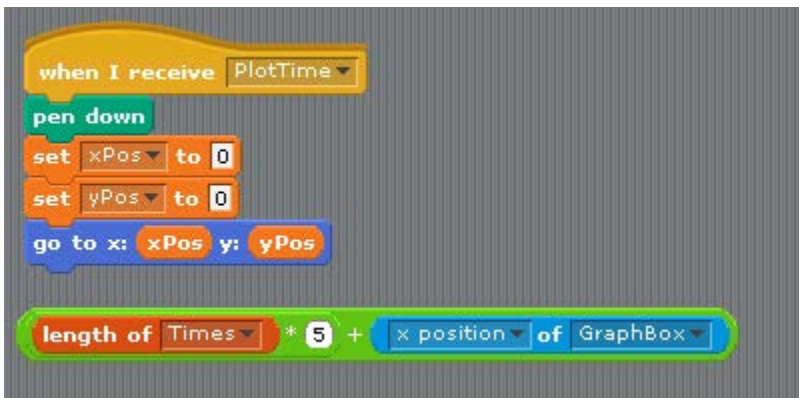 when I receive PlotTime
pen down
set xPos to 0
set yPos to 0
go to x: xPos y: yPos
length of Times * 5 + x position of GraphBox